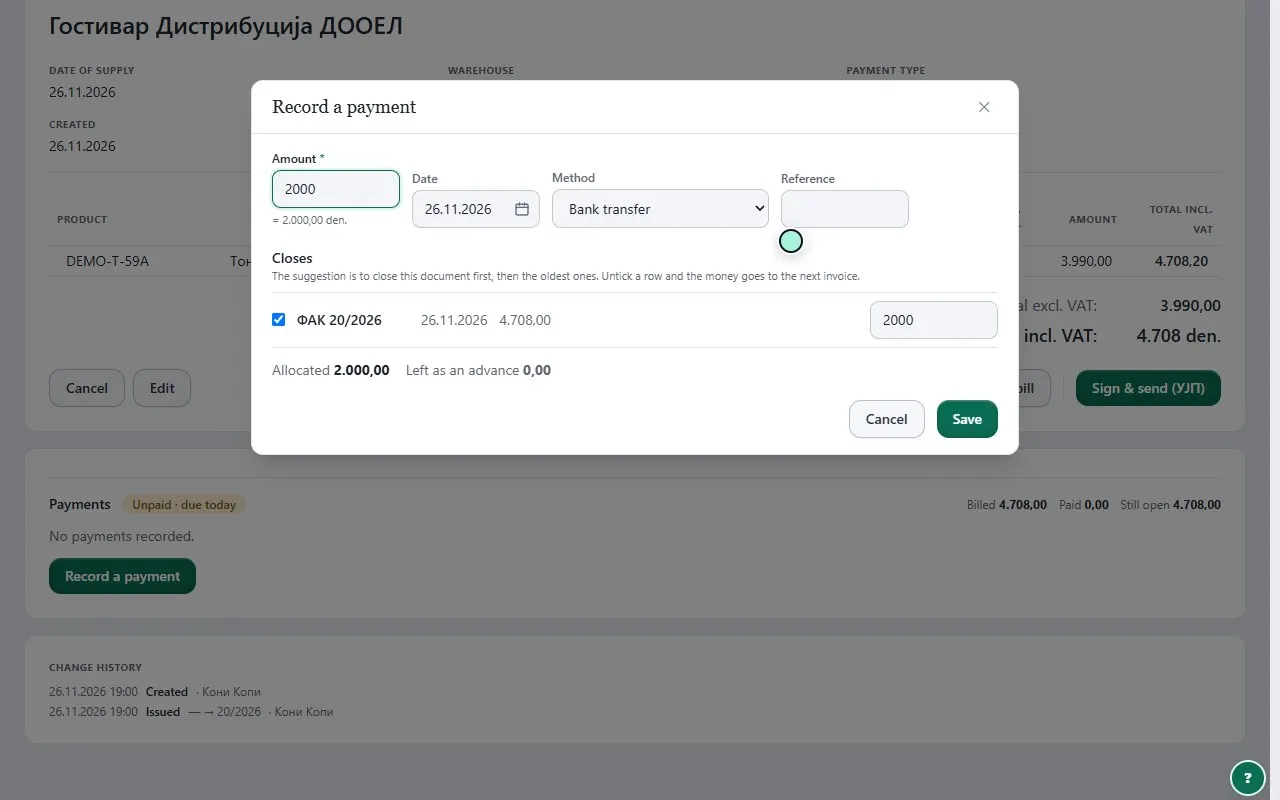 Гостивар Дистрибуција ДООЕЛ
DATE OF SUPPLY WAREHOUSE PAYMENT TYPE
26.11.2026
CREATED
26.11.2026
Record a payment
Amount *
2000
= 2.000,00 den.
Date
26.11.2026
Method
Bank transfer
Reference
Closes
The suggestion is to close this document first, then the oldest ones. Untick a row and the money goes to the next invoice.
ФАК 20/2026 26.11.2026 4.708,00 2000
Allocated 2.000,00 Left as an advance 0,00
Cancel Save
PRODUCT AMOUNT TOTAL INCL. VAT
DEMO-T-59A 3.990,00 4.708,20
excl. VAT: 3.990,00
incl. VAT: 4.708 den.
Cancel Edit Sign & send (УЈП)
Payments Unpaid · due today Billed 4.708,00 Paid 0,00 Still open 4.708,00
No payments recorded.
Record a payment
CHANGE HISTORY
26.11.2026 19:00 Created · Кони Копи
26.11.2026 19:00 Issued — → 20/2026 · Кони Копи
?